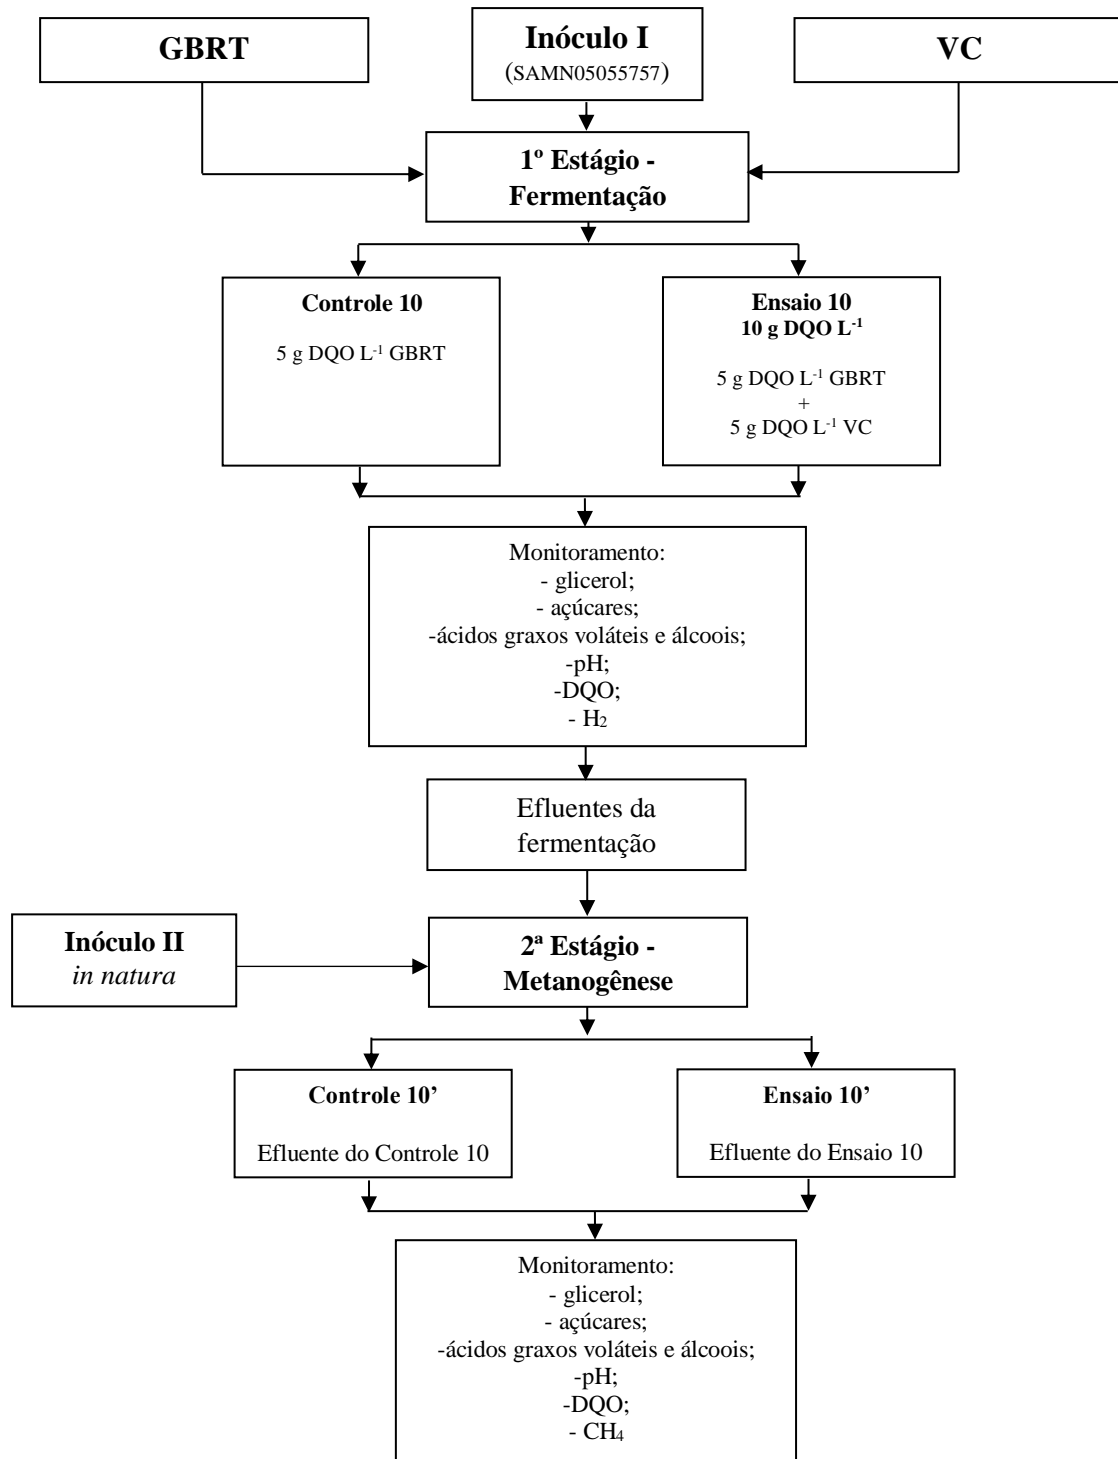 GBRT
Inóculo I
(SAMN05055757)
VC
1º Estágio -
Fermentação
Controle 10
5 g DQO L⁻¹ GBRT
Ensaio 10
10 g DQO L⁻¹
5 g DQO L⁻¹ GBRT
+
5 g DQO L⁻¹ VC
Monitoramento:
- glicerol;
- açúcares;
-ácidos graxos voláteis e álcoois;
-pH;
-DQO;
- H₂
Efluentes da
fermentação
Inóculo II
in natura
2ª Estágio -
Metanogênese
Controle 10’
Efluente do Controle 10
Ensaio 10’
Efluente do Ensaio 10
Monitoramento:
- glicerol;
- açúcares;
-ácidos graxos voláteis e álcoois;
-pH;
-DQO;
- CH₄